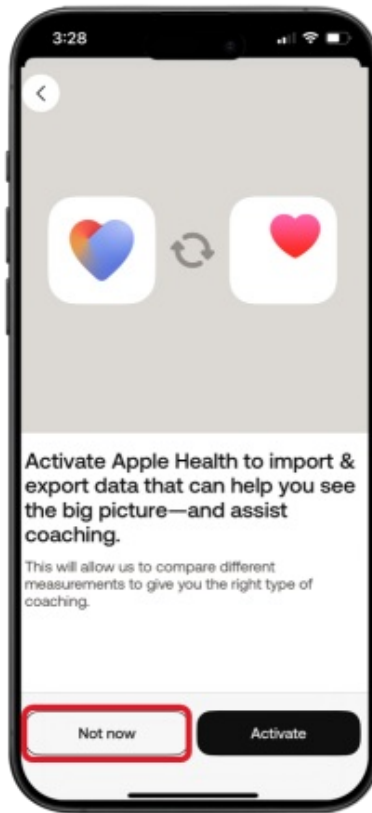 3:28
Activate Apple Health to import &
export data that can help you see
the big picture—and assist
coaching.
This will allow us to compare different
measurements to give you the right type of
coaching.
Not now
Activate